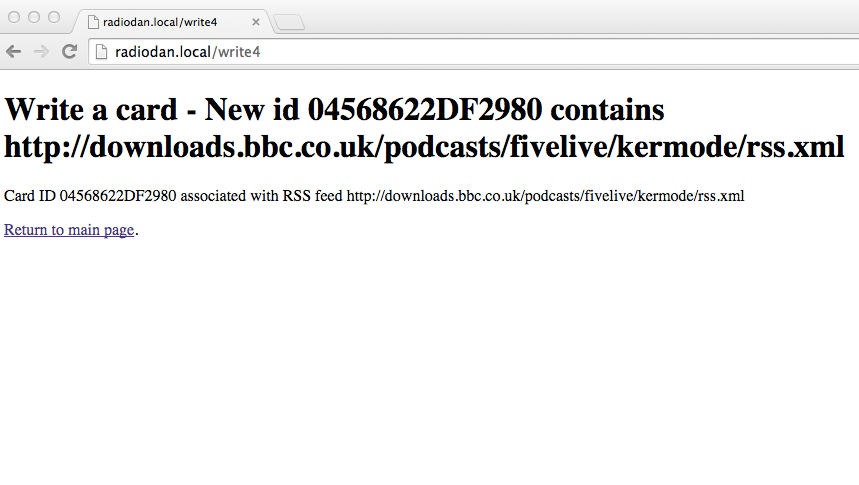 radiodan.local/write4
radiodan.local/write4
Write a card - New id 04568622DF2980 contains
http://downloads.bbc.co.uk/podcasts/fivelive/kermode/rss.xml
Card ID 04568622DF2980 associated with RSS feed http://downloads.bbc.co.uk/podcasts/fivelive/kermode/rss.xml
Return to main page.